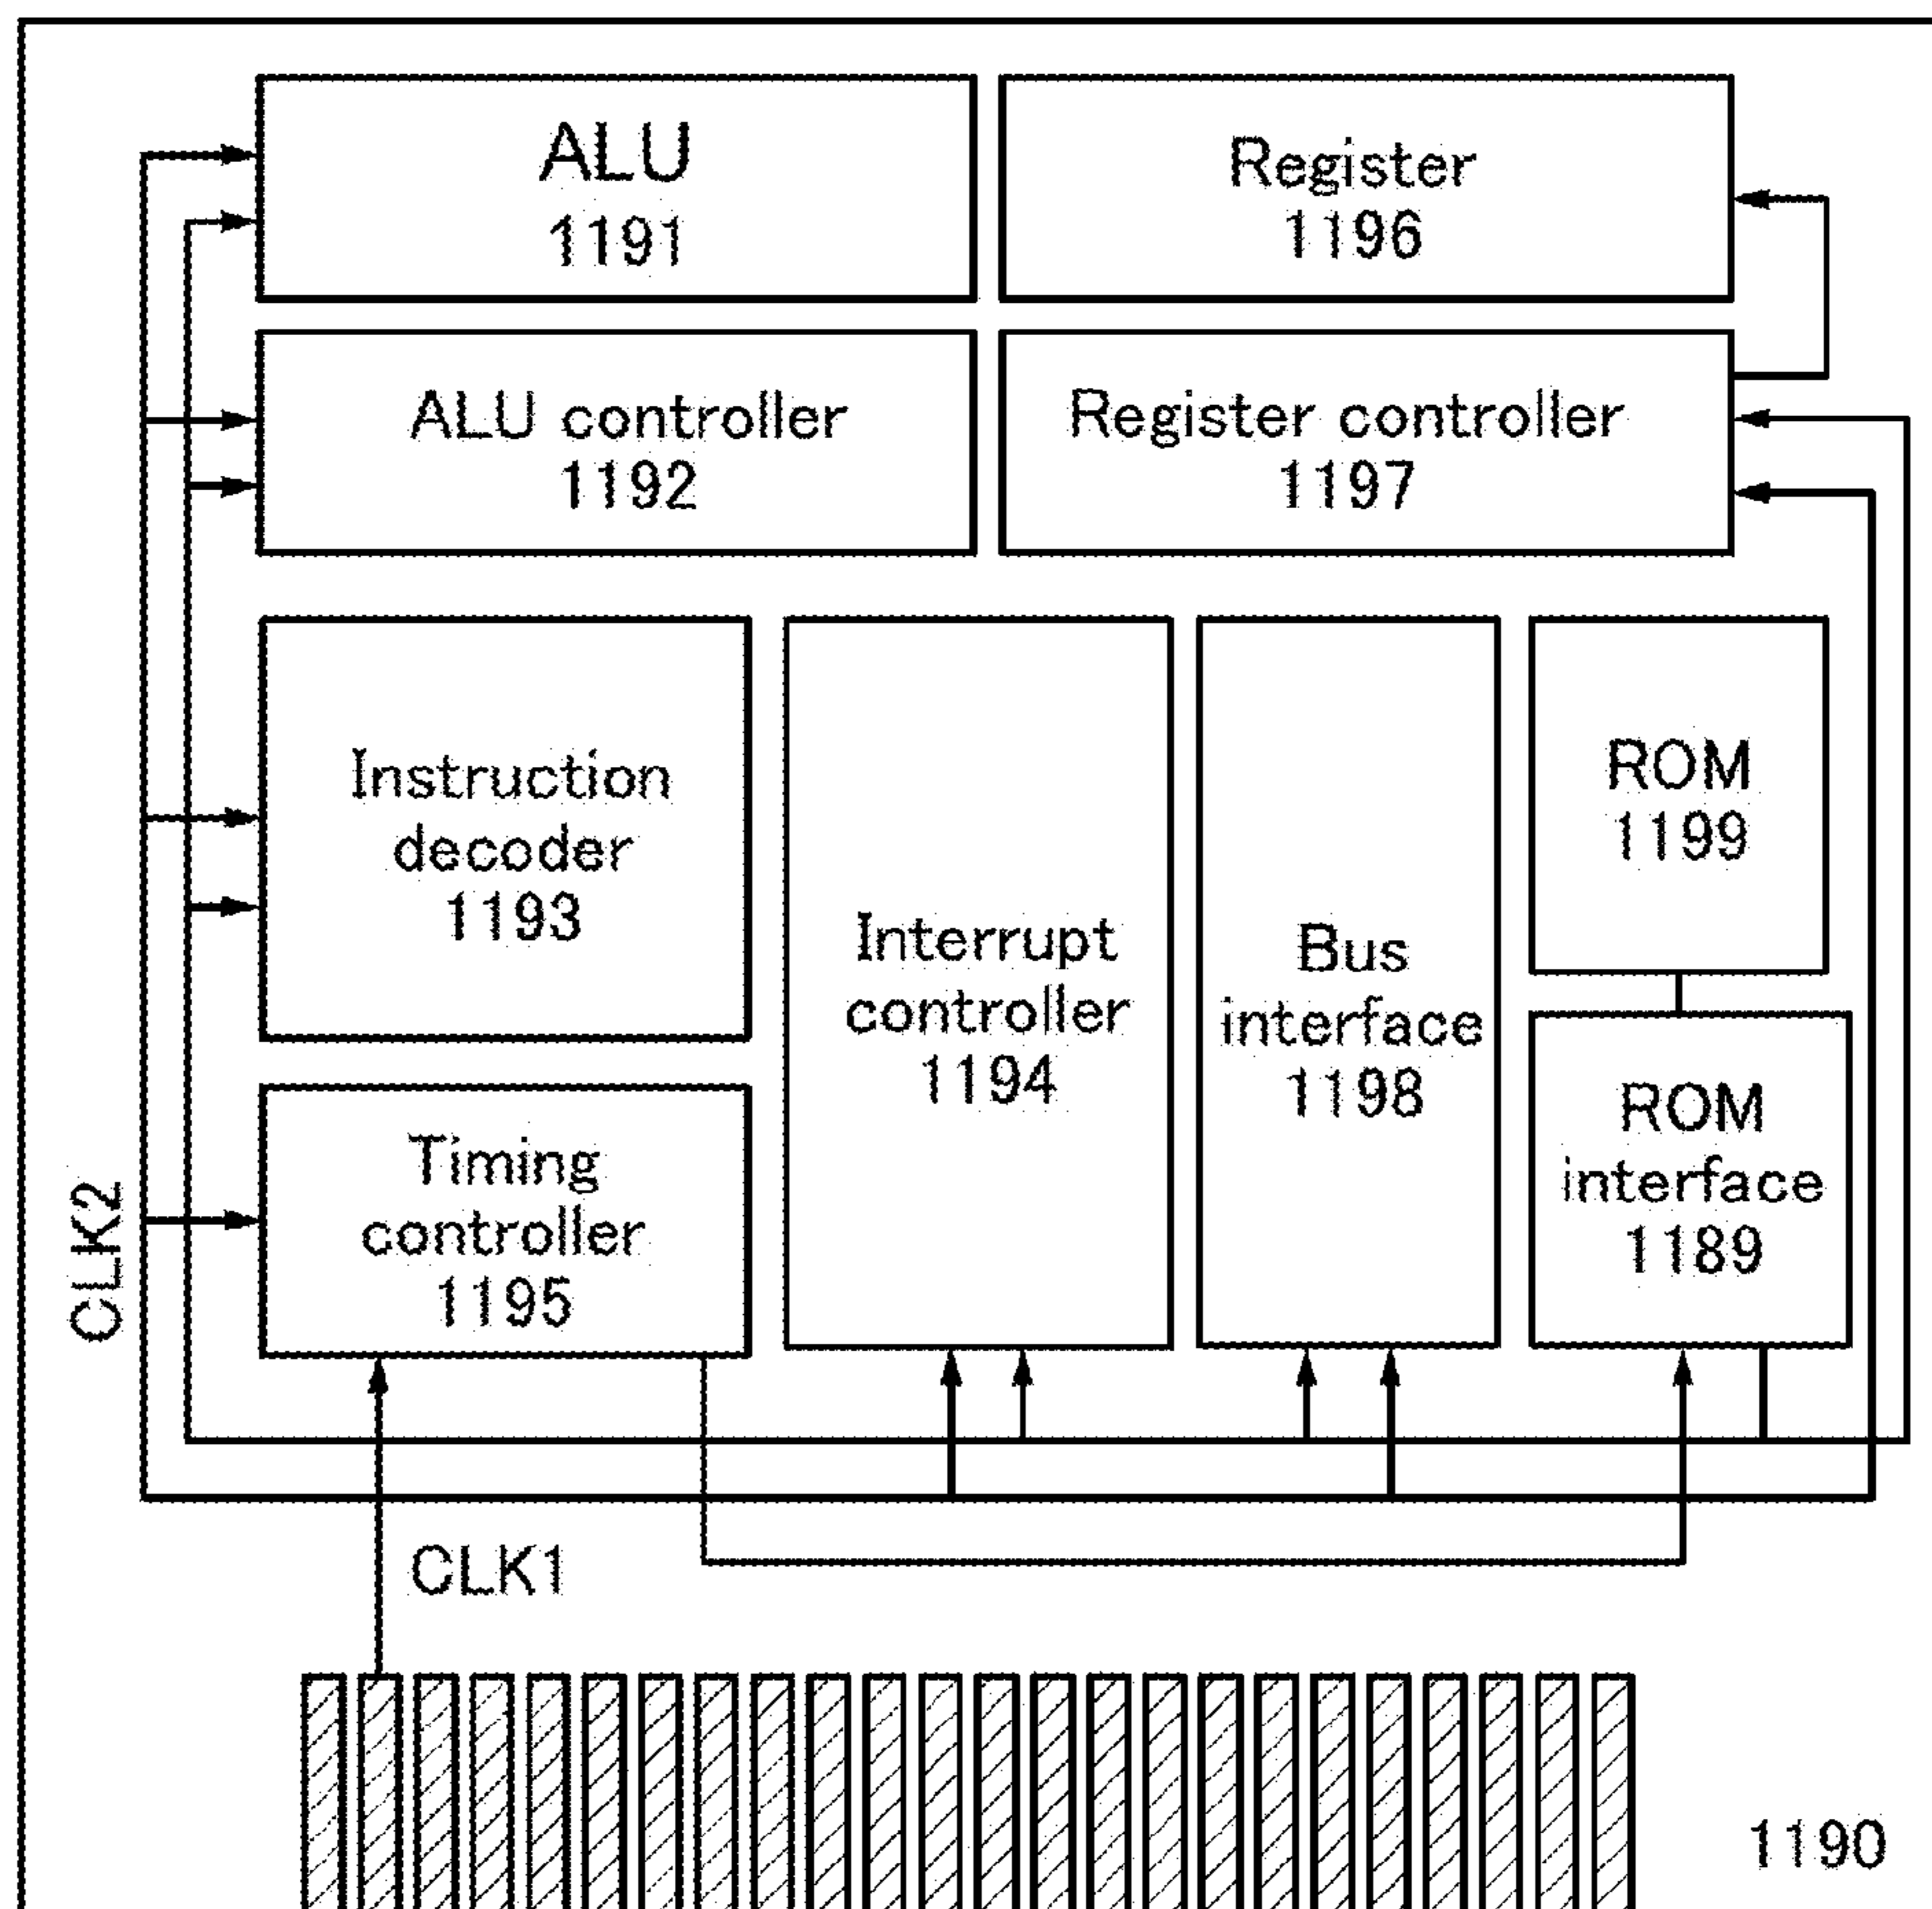 ALU
1191
Register
1196
ALU controller
1192
Register controller
1197
Instruction
decoder
1193
Interrupt
controller
1194
Bus
interface
1198
ROM
1199
ROM
interface
1189
Timing
controller
1195
CLK2
CLK1
1190